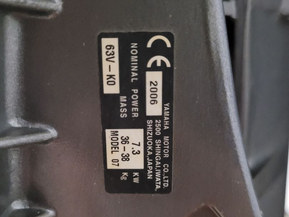 YAMAHA MOTOR CO.,LTD.
2500 SHINGAI,IWATA,
SHIZUOKA,JAPAN
CE 2006
NOMINAL POWER 7.3 KW
MASS 36-38 KG
63V-K0 MODEL 07